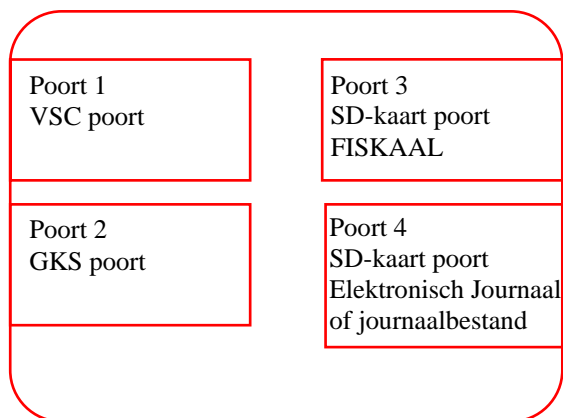 Poort 1
VSC poort
Poort 2
GKS poort
Poort 3
SD-kaart poort
FISKAAL
Poort 4
SD-kaart poort
Elektronisch Journaal
of journaalbestand